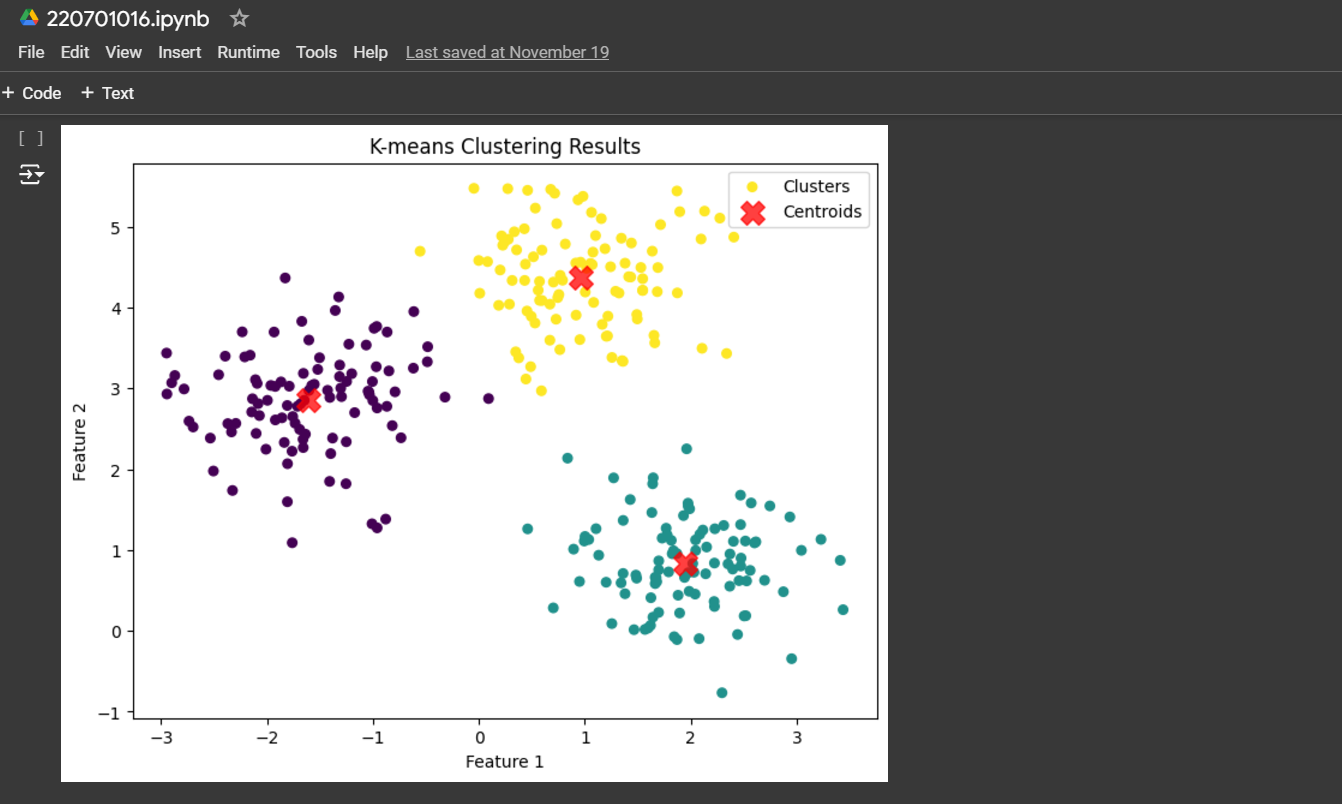 220701016.ipynb
File Edit View Insert Runtime Tools Help Last saved at November 19
+ Code + Text
[ ]
K-means Clustering Results
Clusters
Centroids
5
4
3
2
1
0
−1
Feature 2
−3 −2 −1 0 1 2 3
Feature 1